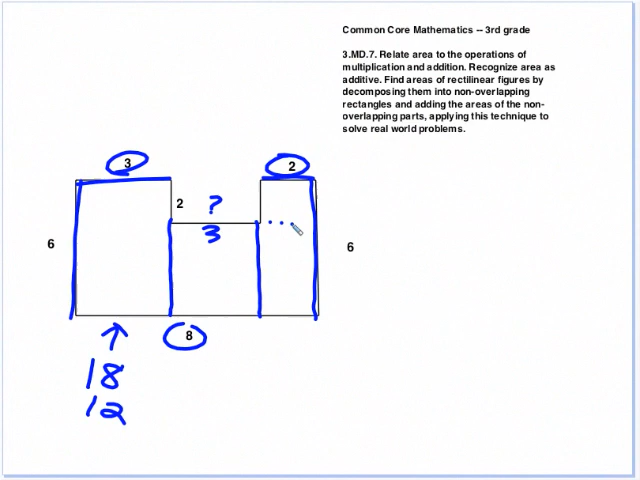 Common Core Mathematics -- 3rd grade
3.MD.7. Relate area to the operations of
multiplication and addition. Recognize area as
additive. Find areas of rectilinear figures by
decomposing them into non-overlapping
rectangles and adding the areas of the non-
overlapping parts, applying this technique to
solve real world problems.
3
2
2
?
3
6
6
8
18
12